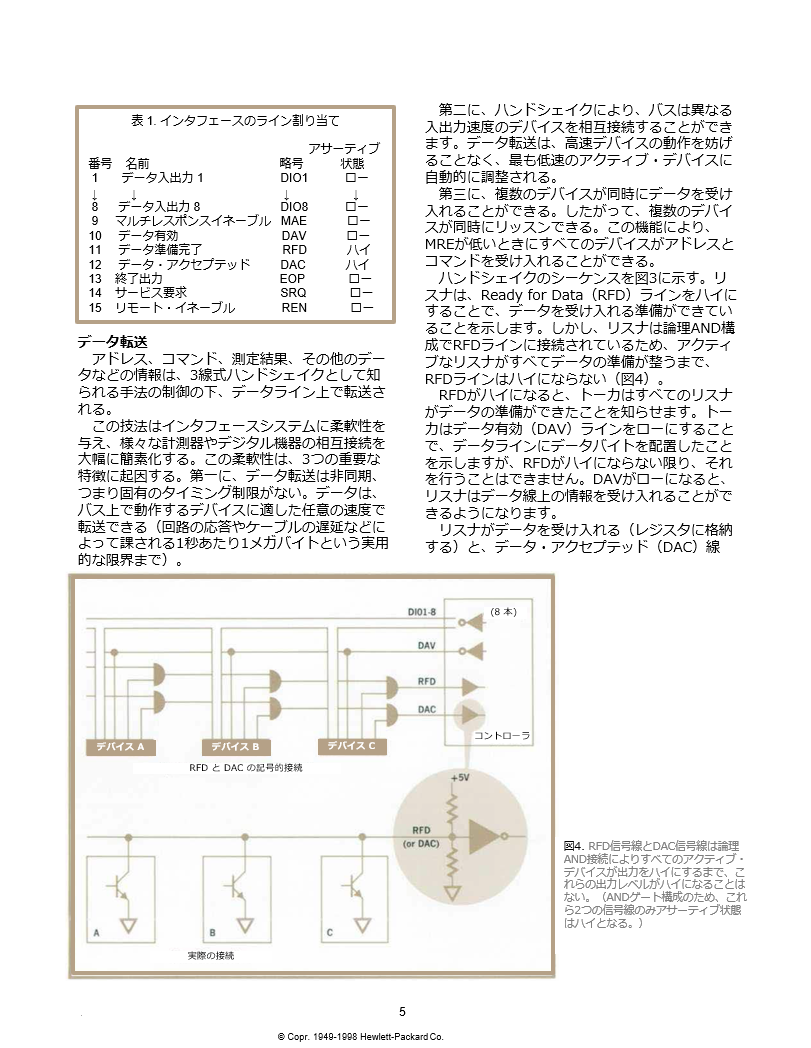 表 1. インタフェースのライン割り当て
アサーティブ
番号 名前 略号 状態
1 データ入出力 1 DIO1 ロー
↓ ↓ ↓ ↓
8 データ入出力 8 DIO8 ロー
9 マルチレスポンスイネーブル MAE ロー
10 データ有効 DAV ロー
11 データ準備完了 RFD ハイ
12 データ・アクセプテッド DAC ハイ
13 終了出力 EOP ロー
14 サービス要求 SRQ ロー
15 リモート・イネーブル REN ロー
データ転送
アドレス、コマンド、測定結果、その他のデー
タなどの情報は、3線式ハンドシェイクとして知
られる手法の制御の下、データライン上で転送さ
れる。
この技法はインタフェースシステムに柔軟性を
与え、様々な計測器やデジタル機器の相互接続を
大幅に簡素化する。この柔軟性は、3つの重要な
特徴に起因する。第一に、データ転送は非同期、
つまり固有のタイミング制限がない。データは、
バス上で動作するデバイスに適した任意の速度で
転送できる（回路の応答やケーブルの遅延などに
よって課される1秒あたり1メガバイトという実用
的な限界まで）。
第二に、ハンドシェイクにより、バスは異なる
入出力速度のデバイスを相互接続することができ
ます。データ転送は、高速デバイスの動作を妨げ
ることなく、最も低速のアクティブ・デバイスに
自動的に調整される。
第三に、複数のデバイスが同時にデータを受け
入れることができる。したがって、複数のデバイ
スが同時にリッスンできる。この機能により、
MREが低いときにすべてのデバイスがアドレスと
コマンドを受け入れることができる。
ハンドシェイクのシーケンスを図3に示す。リ
スナは、Ready for Data（RFD）ラインをハイに
することで、データを受け入れる準備ができてい
ることを示します。しかし、リスナは論理AND構
成でRFDラインに接続されているため、アクティ
ブなリスナがすべてデータの準備が整うまで、
RFDラインはハイにならない（図4）。
RFDがハイになると、トーカはすべてのリスナ
がデータの準備ができたことを知らせます。トー
カはデータ有効（DAV）ラインをローにすること
で、データラインにデータバイトを配置したこと
を示しますが、RFDがハイにならない限り、それ
を行うことはできません。DAVがローになると、
リスナはデータ線上の情報を受け入れることがで
きるようになります。
リスナがデータを受け入れる（レジスタに格納
する）と、データ・アクセプテッド（DAC）線
DIO1-8 (8 本)
DAV
RFD
DAC
コントローラ
デバイス A デバイス B デバイス C
RFD と DAC の記号的接続
+5V
RFD
(or DAC)
A B C
実際の接続
図4. RFD信号線とDAC信号線は論理
AND接続によりすべてのアクティブ・
デバイスが出力をハイにするまで、こ
れらの出力レベルがハイになることは
ない。（ANDゲート構成のため、これ
ら2つの信号線のみアサーティブ状態
はハイとなる。）
5
© Copr. 1949-1998 Hewlett-Packard Co.